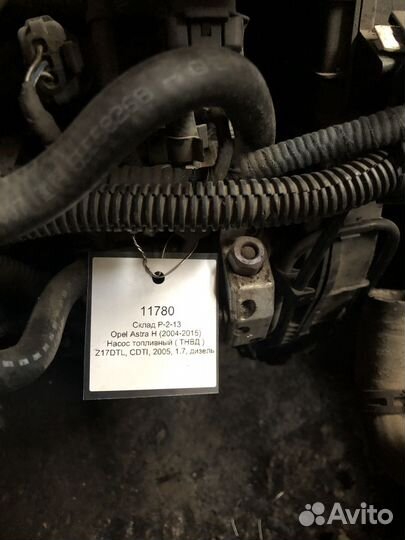 11780
Склад Р-2-13
Opel Astra H (2004-2015)
Насос топливный ( ТНВД )
Z17DTL, CDTI, 2005, 1.7, дизель
Avito